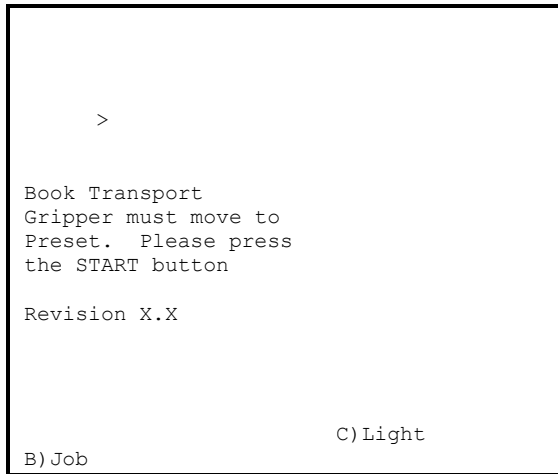 >
Book Transport
Gripper must move to
Preset.  Please press
the START button
Revision X.X
C)Light
B)Job